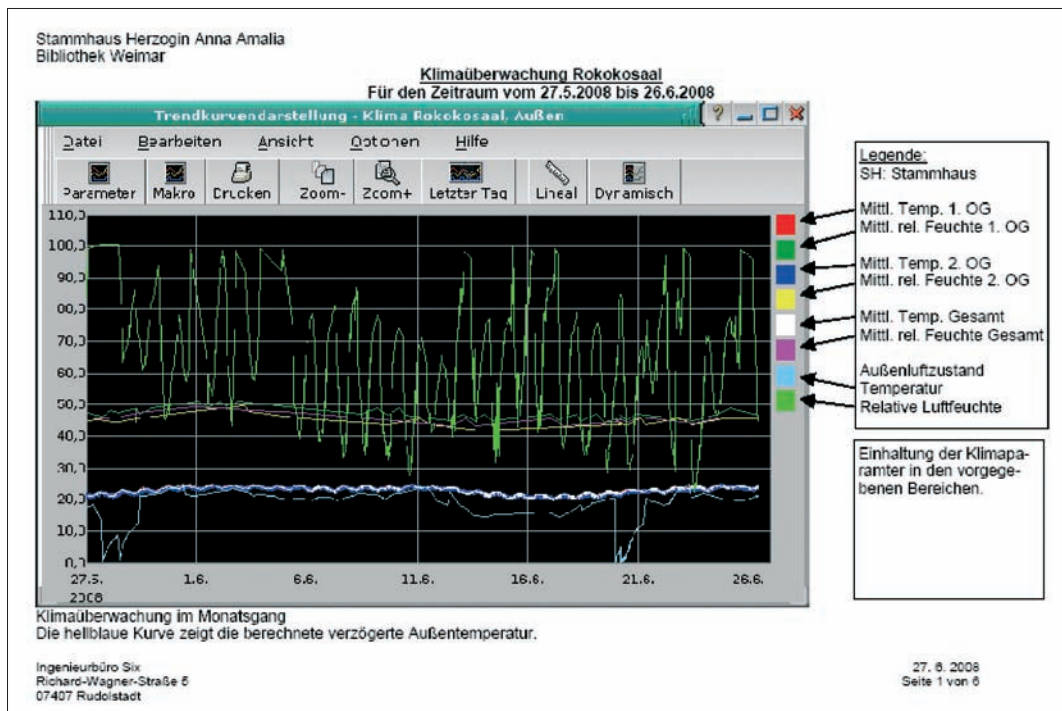 Stammhaus Herzogin Anna Amalia
Bibliothek Weimar
Klimaüberwachung Rokokosaal
Für den Zeitraum vom 27.5.2008 bis 26.6.2008
Trendkurvendarstellung - Klima Rokokosaal, Außen
Datei Bearbeiten Ansicht Optionen Hilfe
Parameter Makro Drucken Zoom- Zoom+ Letzter Tag Lineal Dynamisch
110,0
100,0
90,0
80,0
70,0
60,0
50,0
40,0
30,0
20,0
10,0
0,0
27.5. 1.6. 6.6. 11.6. 16.6. 21.6. 26.6.
2008
Legende:
SH: Stammhaus
Mittl. Temp. 1. OG
Mittl. rel. Feuchte 1. OG
Mittl. Temp. 2. OG
Mittl. rel. Feuchte 2. OG
Mittl. Temp. Gesamt
Mittl. rel. Feuchte Gesamt
Außenluftzustand
Temperatur
Relative Luftfeuchte
Einhaltung der Klimapa-
ramter in den vorgege-
benen Bereichen.
Klimaüberwachung im Monatsgang
Die hellblaue Kurve zeigt die berechnete verzögerte Außentemperatur.
Ingenieurbüro Six
Richard-Wagner-Straße 5
07407 Rudolstadt
27. 6. 2008
Seite 1 von 6